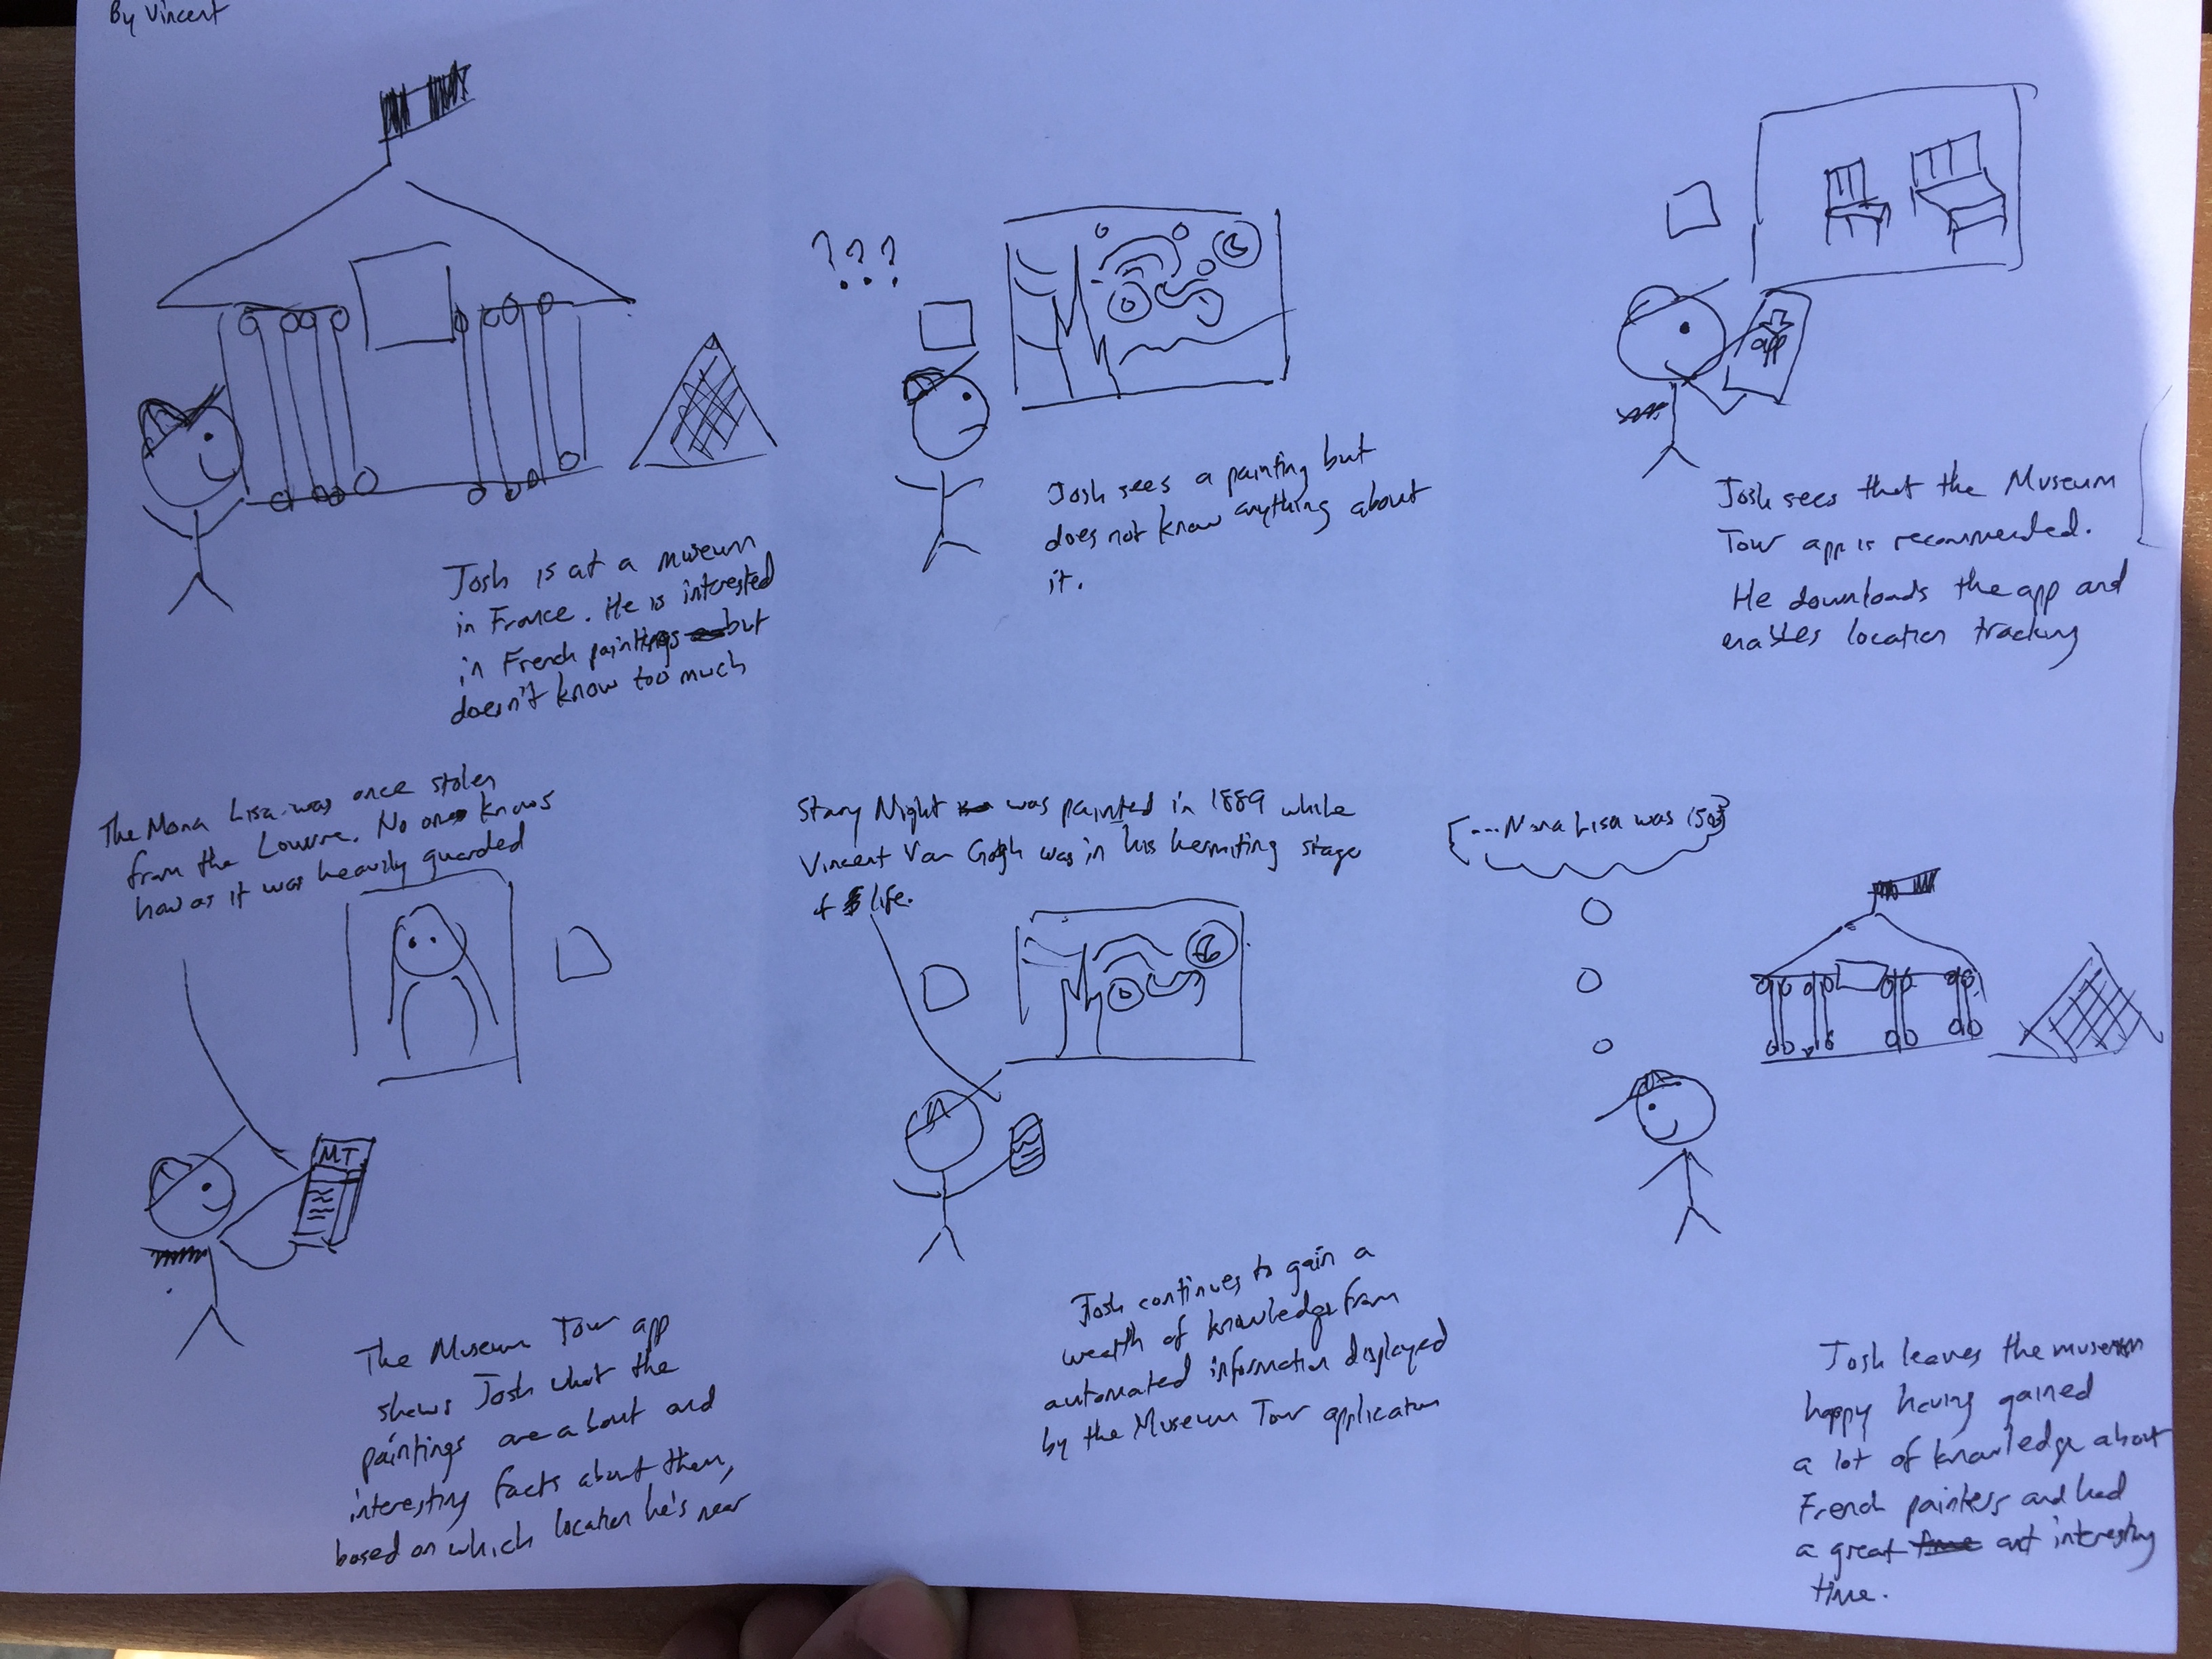 By Vincent
Josh is at a museum
in France. He is interested
in French paintings but
doesn't know too much
???
Josh sees a painting but
does not know anything about
it.
app
Josh sees that the Museum
Tour app is recommended.
He downloads the app and
enables location tracking
The Mona Lisa was once stolen
from the Louvre. No one knows
how as it was heavily guarded
MT
The Museum Tour app
shows Josh what the
paintings are about and
interesting facts about them,
based on which location he's near
Starry Night was painted in 1889 while
Vincent Van Gogh was in his hermiting stage
of life.
Josh continues to gain a
wealth of knowledge from
automated information displayed
by the Museum Tour application
...Mona Lisa was 1503
Josh leaves the museum
happy having gained
a lot of knowledge about
French painters and had
a great and interesting
time.